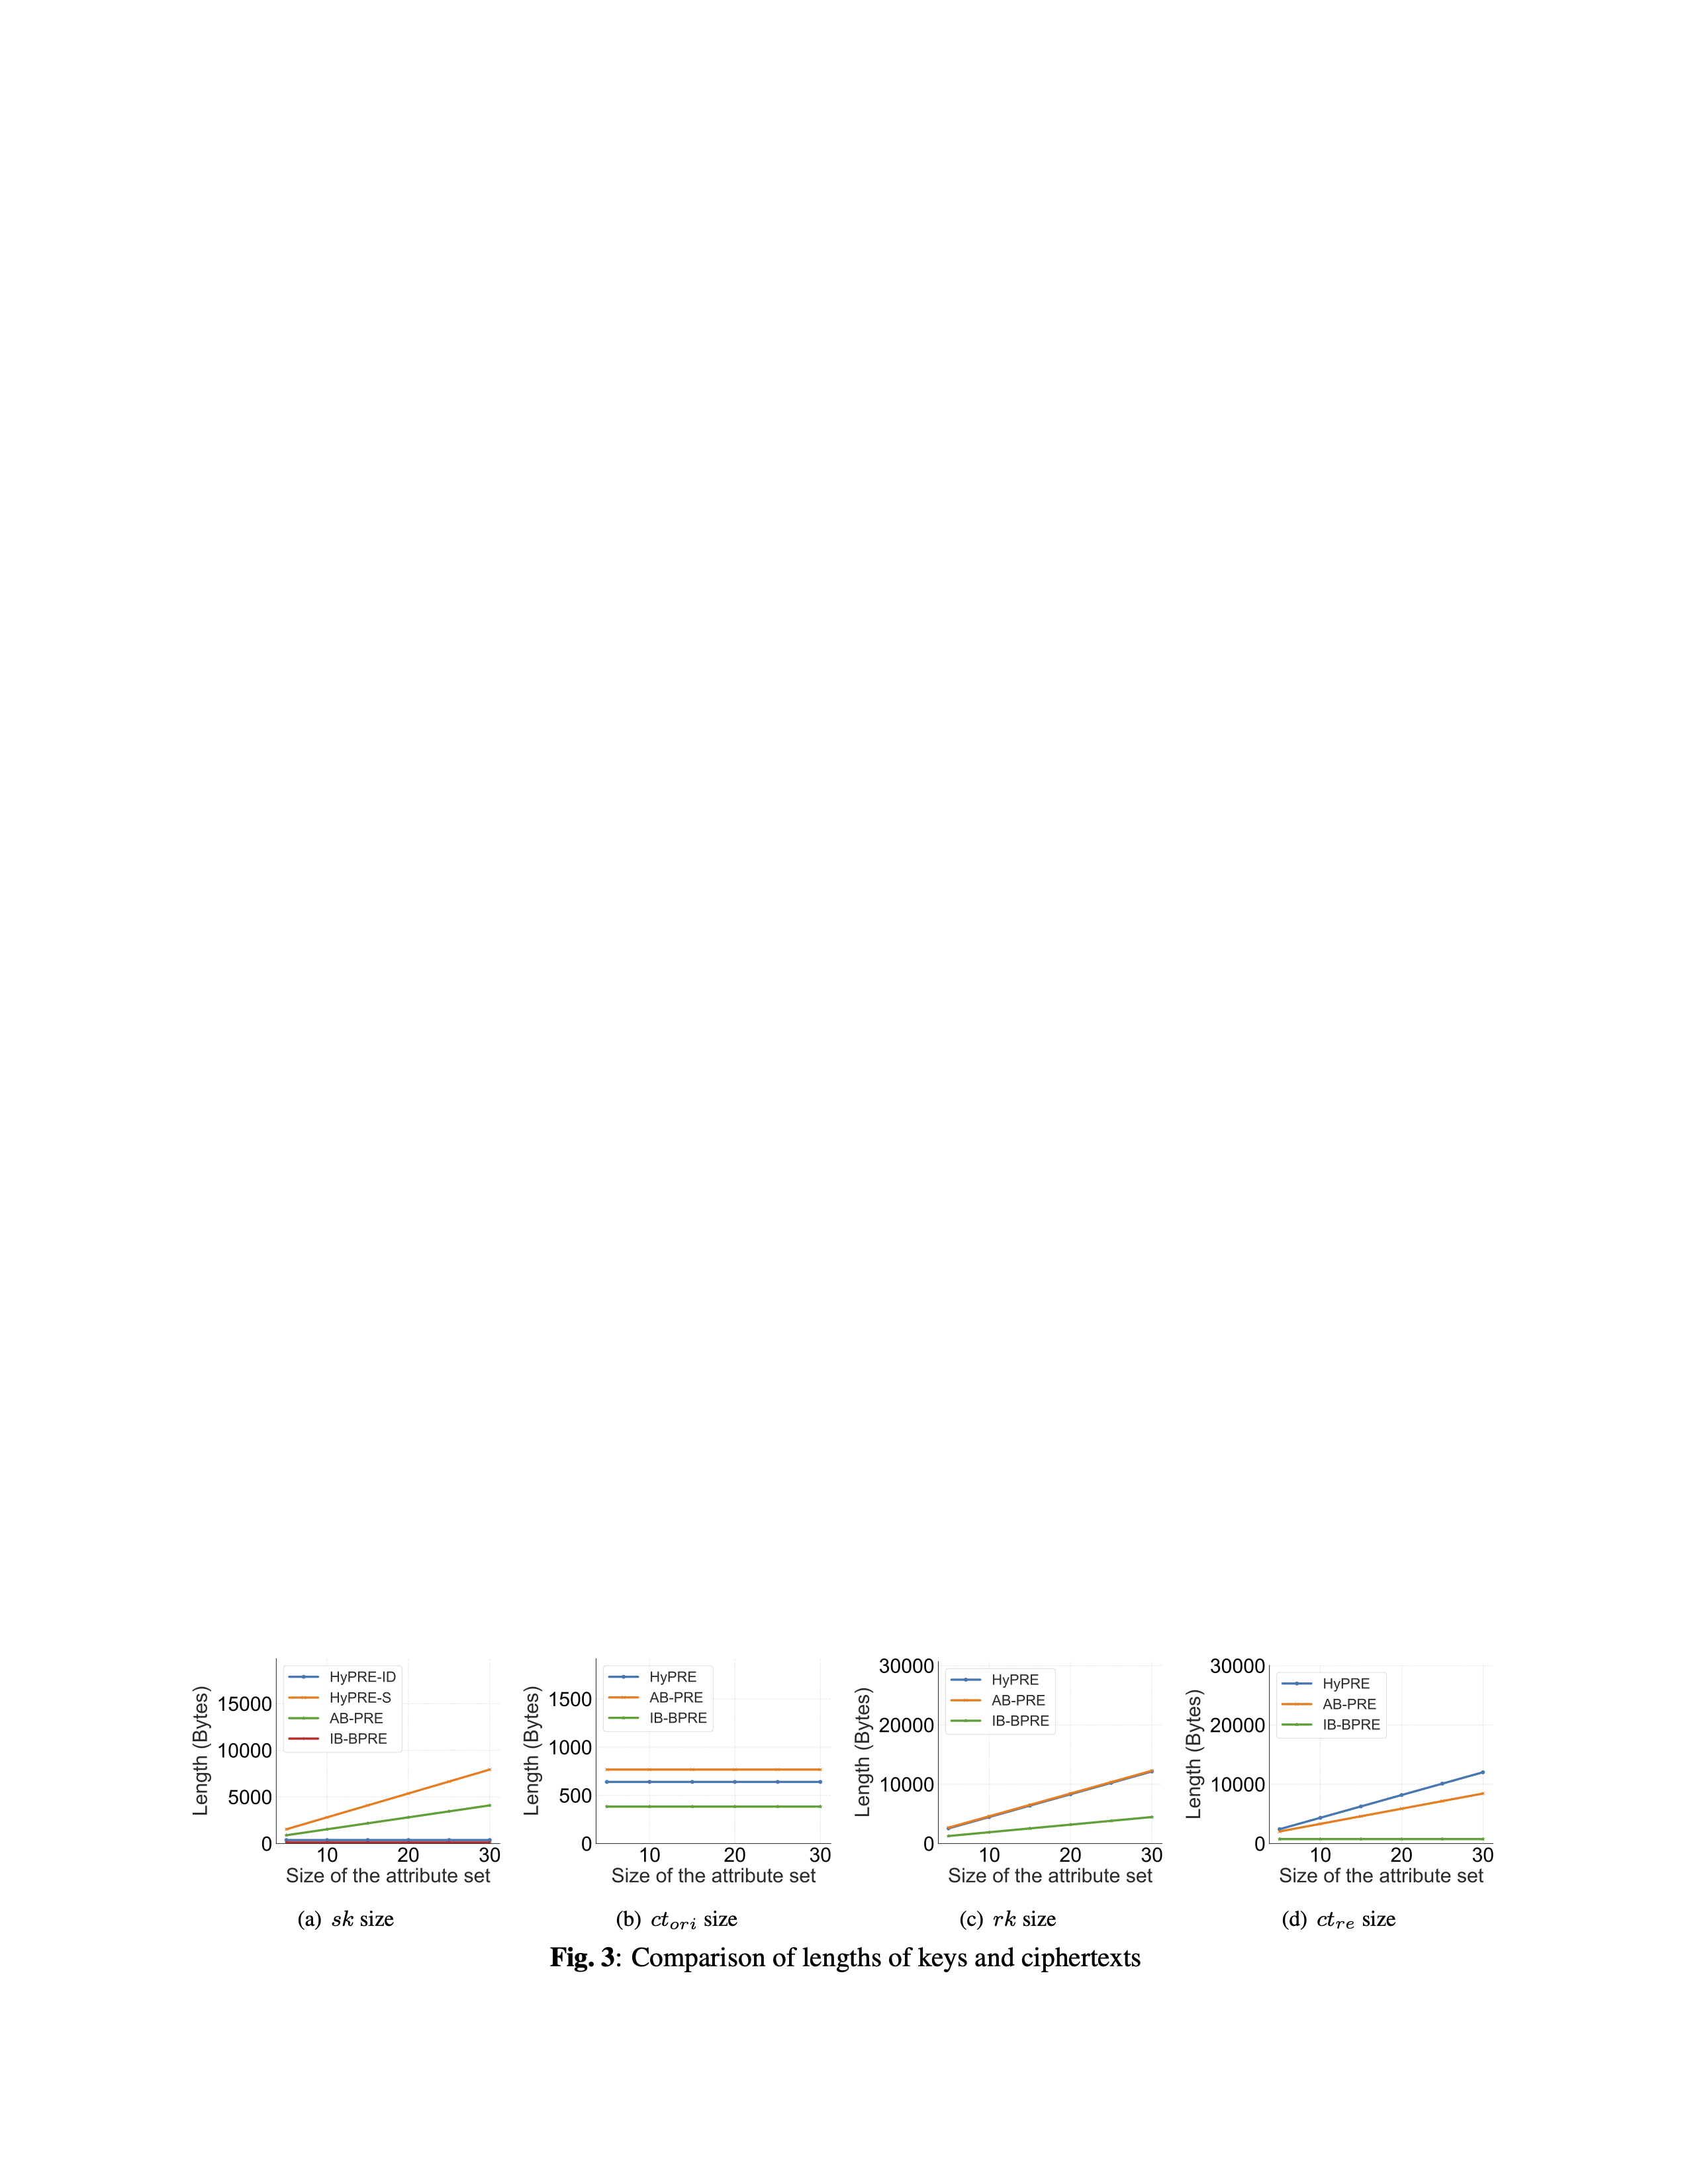 HyPRE-ID
HyPRE-S
AB-PRE
IB-BPRE
15000
10000
5000
0
10 20 30
Length (Bytes)
Size of the attribute set
(a) sk size
HyPRE
AB-PRE
IB-BPRE
1500
1000
500
0
10 20 30
Length (Bytes)
Size of the attribute set
(b) ct_ori size
HyPRE
AB-PRE
IB-BPRE
30000
20000
10000
0
10 20 30
Length (Bytes)
Size of the attribute set
(c) rk size
HyPRE
AB-PRE
IB-BPRE
30000
20000
10000
0
10 20 30
Length (Bytes)
Size of the attribute set
(d) ct_re size
Fig. 3: Comparison of lengths of keys and ciphertexts